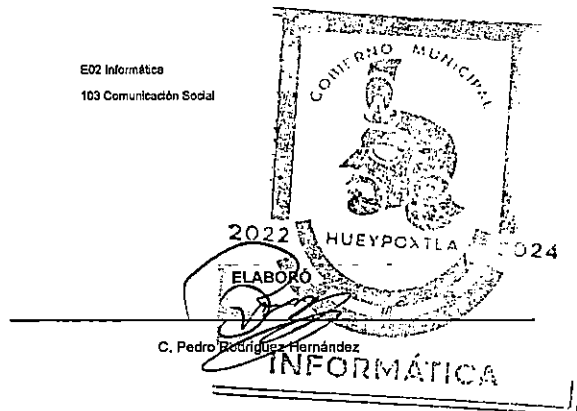 E02 Informática
103 Comunicación Social
GOBIERNO MUNICIPAL
2022 HUEYPOXTLA 2024
ELABORÓ
C. Pedro Rodríguez Hernández
INFORMÁTICA